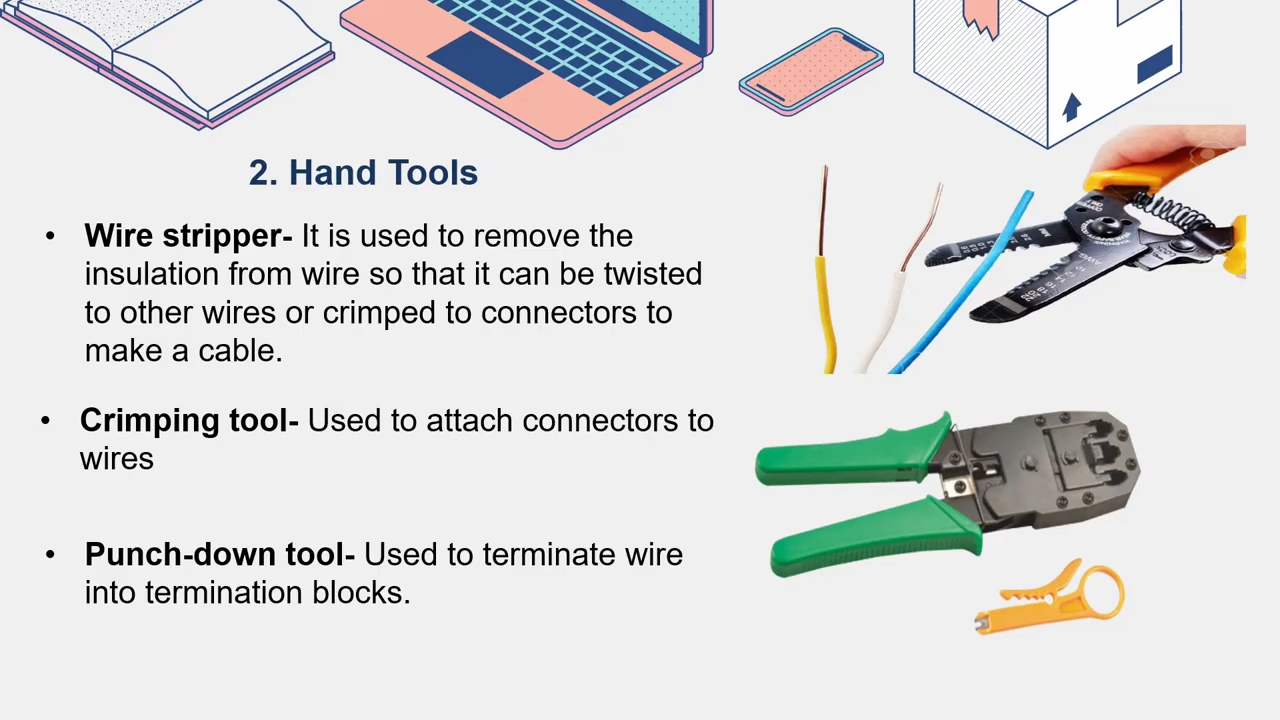 2. Hand Tools
• Wire stripper- It is used to remove the
insulation from wire so that it can be twisted
to other wires or crimped to connectors to
make a cable.
• Crimping tool- Used to attach connectors to
wires
• Punch-down tool- Used to terminate wire
into termination blocks.